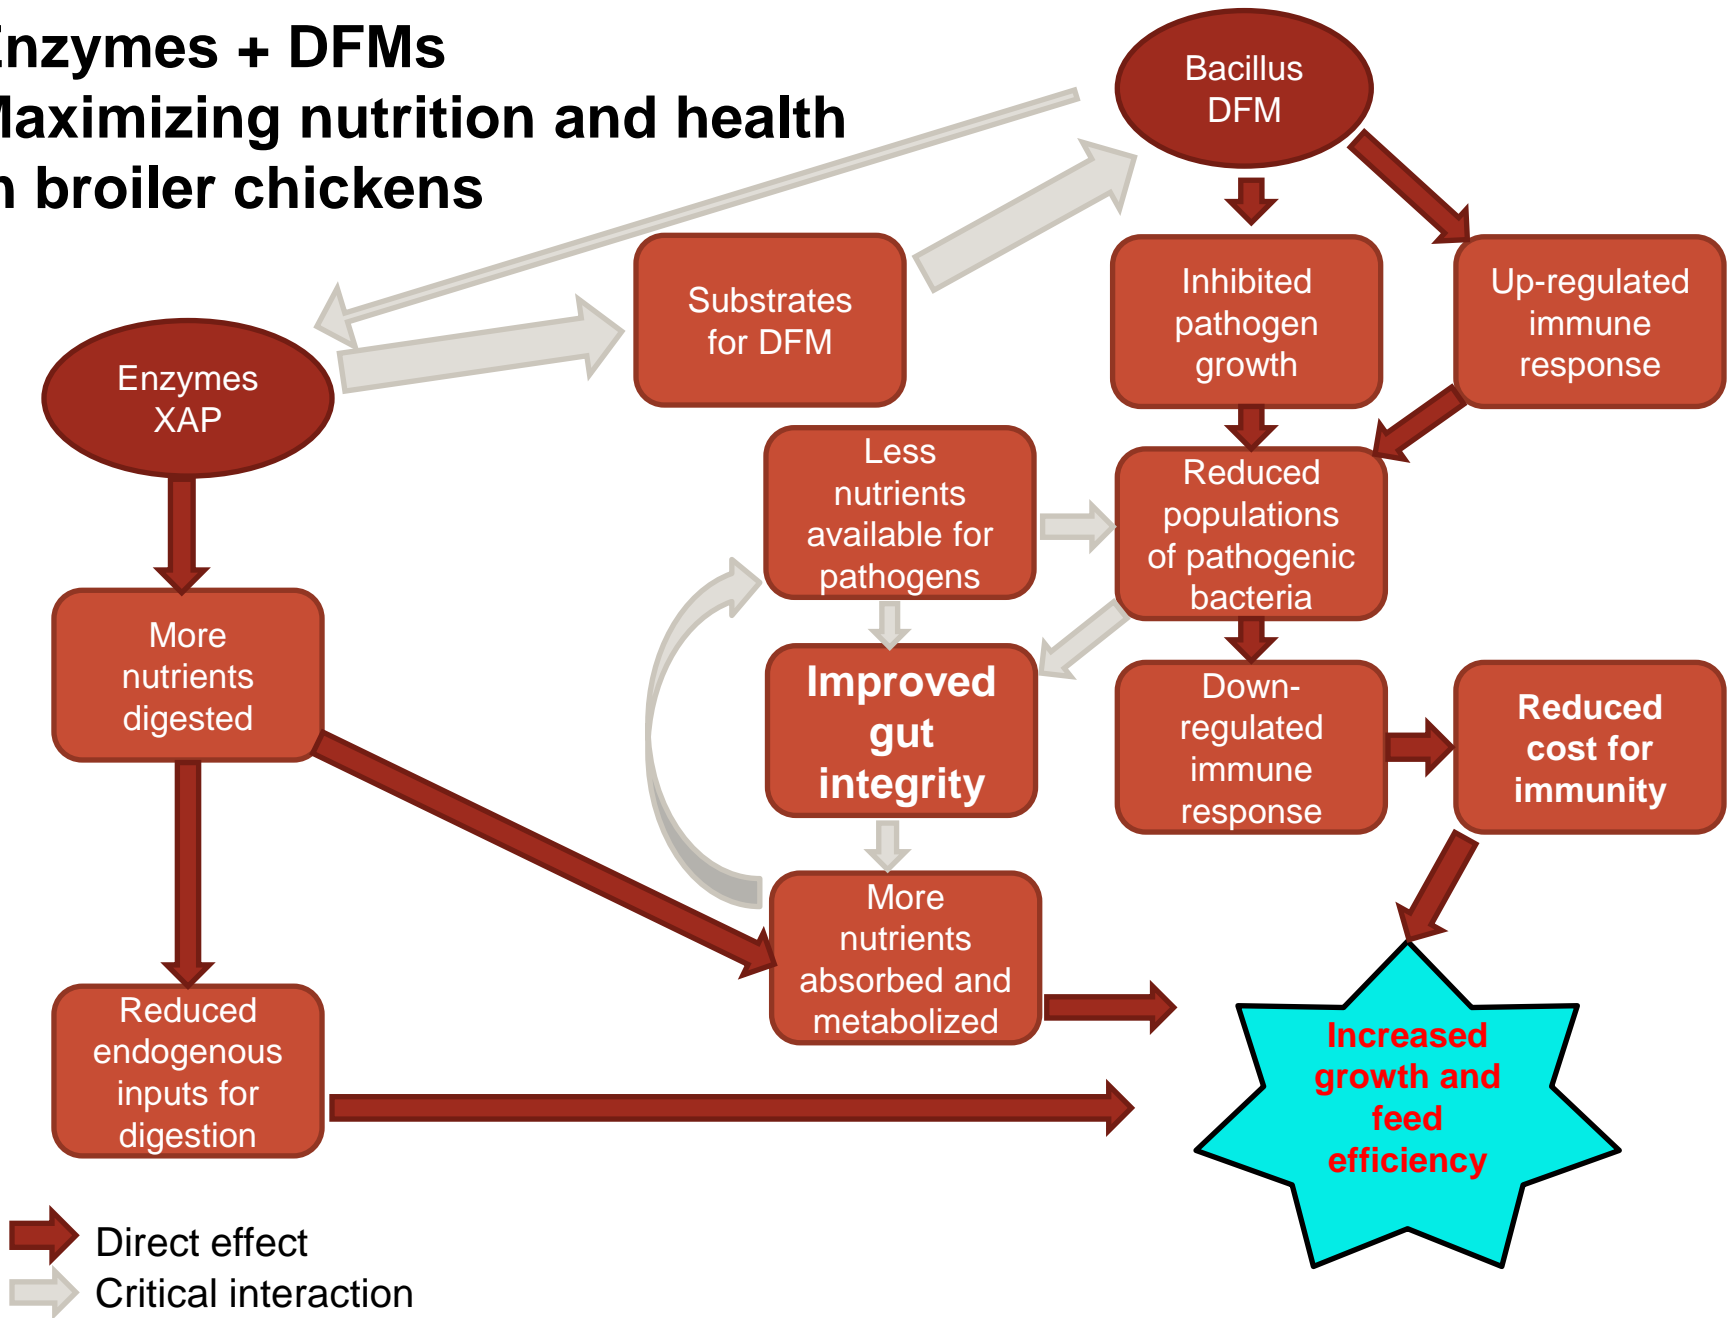 Enzymes + DFMs
Maximizing nutrition and health
n broiler chickens
Bacillus
DFM
Substrates
for DFM
Inhibited
pathogen
growth
Up-regulated
immune
response
Enzymes
XAP
Less
nutrients
available for
pathogens
Reduced
populations
of pathogenic
bacteria
More
nutrients
digested
Improved
gut
integrity
Down-
regulated
immune
response
Reduced
cost for
immunity
More
nutrients
absorbed and
metabolized
Reduced
endogenous
inputs for
digestion
Increased
growth and
feed
efficiency
Direct effect
Critical interaction